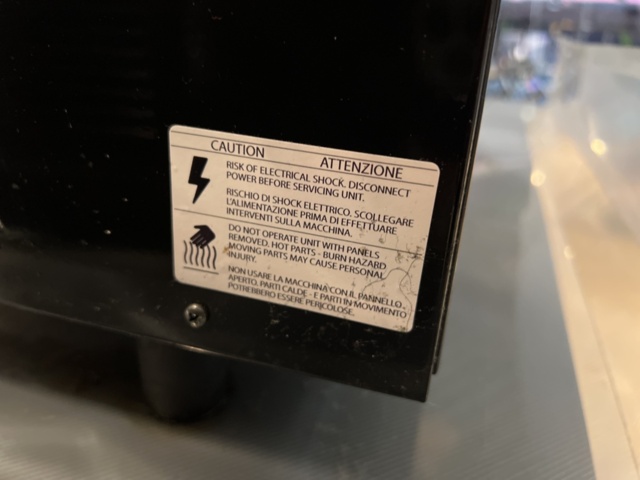 CAUTION ATTENZIONE
RISK OF ELECTRICAL SHOCK. DISCONNECT
POWER BEFORE SERVICING UNIT.
RISCHIO DI SHOCK ELETTRICO. SCOLLEGARE
L'ALIMENTAZIONE PRIMA DI EFFETTUARE
INTERVENTI SULLA MACCHINA.
DO NOT OPERATE UNIT WITH PANELS
REMOVED. HOT PARTS - BURN HAZARD
MOVING PARTS MAY CAUSE PERSONAL
INJURY.
NON USARE LA MACCHINA CON IL PANNELLO
APERTO. PARTI CALDE - E PARTI IN MOVIMENTO
POTREBBERO ESSERE PERICOLOSE.